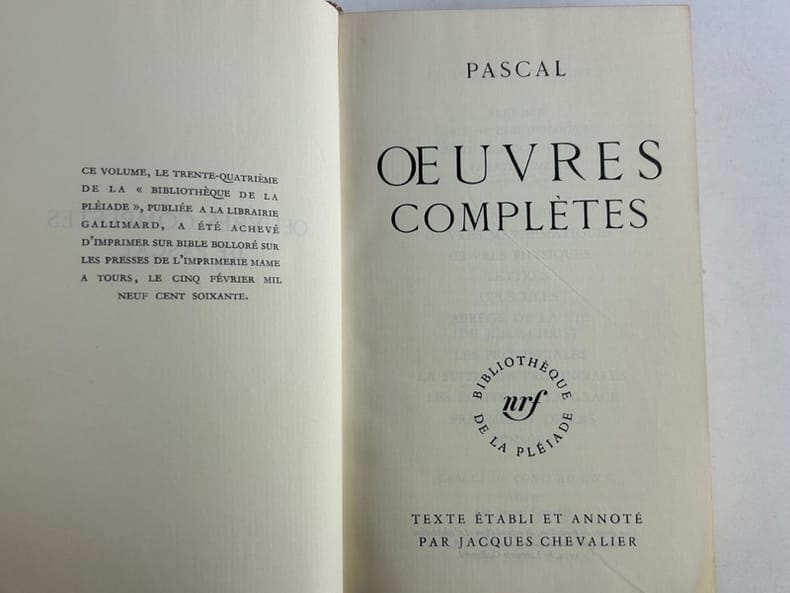 CE VOLUME, LE TRENTE-QUATRIÈME
DE LA « BIBLIOTHÈQUE DE LA
PLÉIADE », PUBLIÉE A LA LIBRAIRIE
GALLIMARD, A ÉTÉ ACHEVÉ
D'IMPRIMER SUR BIBLE BOLLORÉ SUR
LES PRESSES DE L'IMPRIMERIE MAME
A TOURS, LE CINQ FÉVRIER MIL
NEUF CENT SOIXANTE.
PASCAL
ŒUVRES
COMPLÈTES
BIBLIOTHÈQUE
nrf
DE LA PLÉIADE
TEXTE ÉTABLI ET ANNOTÉ
PAR JACQUES CHEVALIER